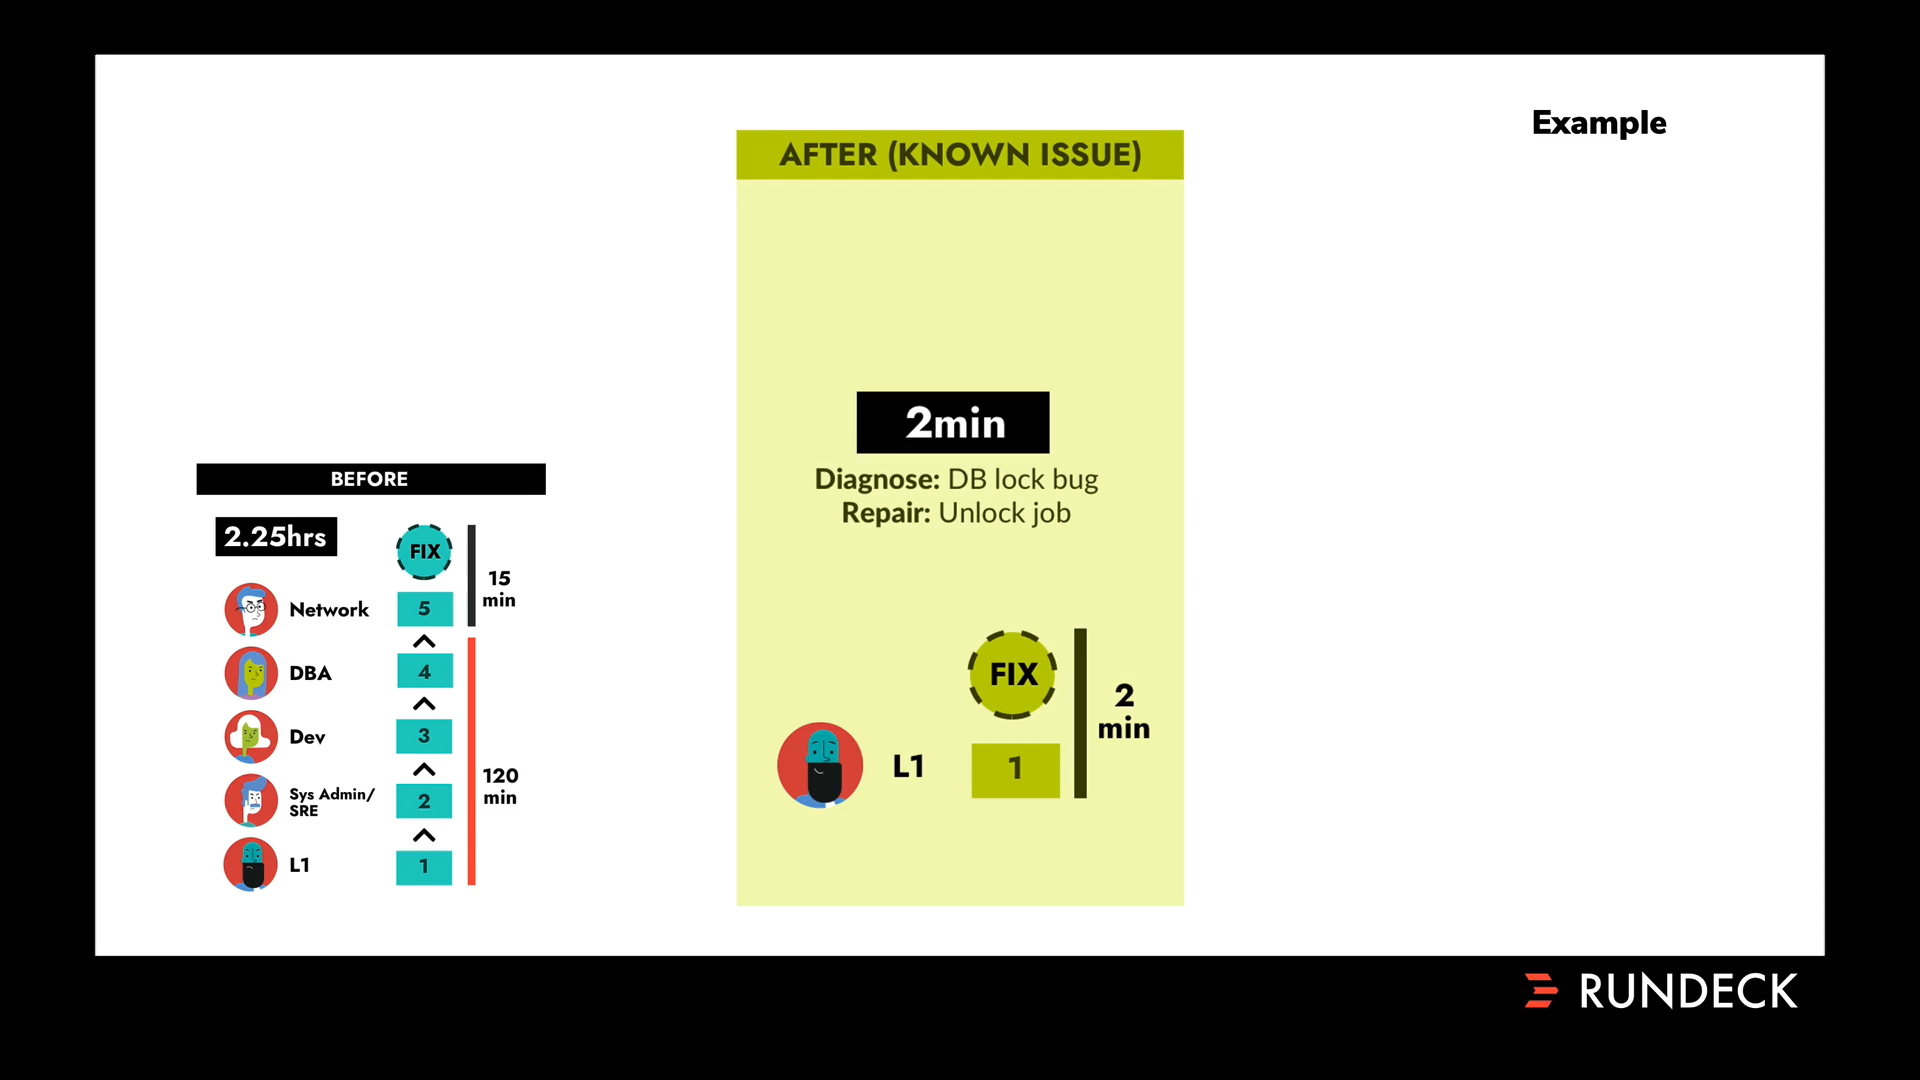 Example
BEFORE
2.25hrs
FIX
15
min
Network
5
DBA
4
Dev
3
120
min
Sys Admin/
SRE
2
L1
1
AFTER (KNOWN ISSUE)
2min
Diagnose: DB lock bug
Repair: Unlock job
FIX
2
min
L1
1
RUNDECK